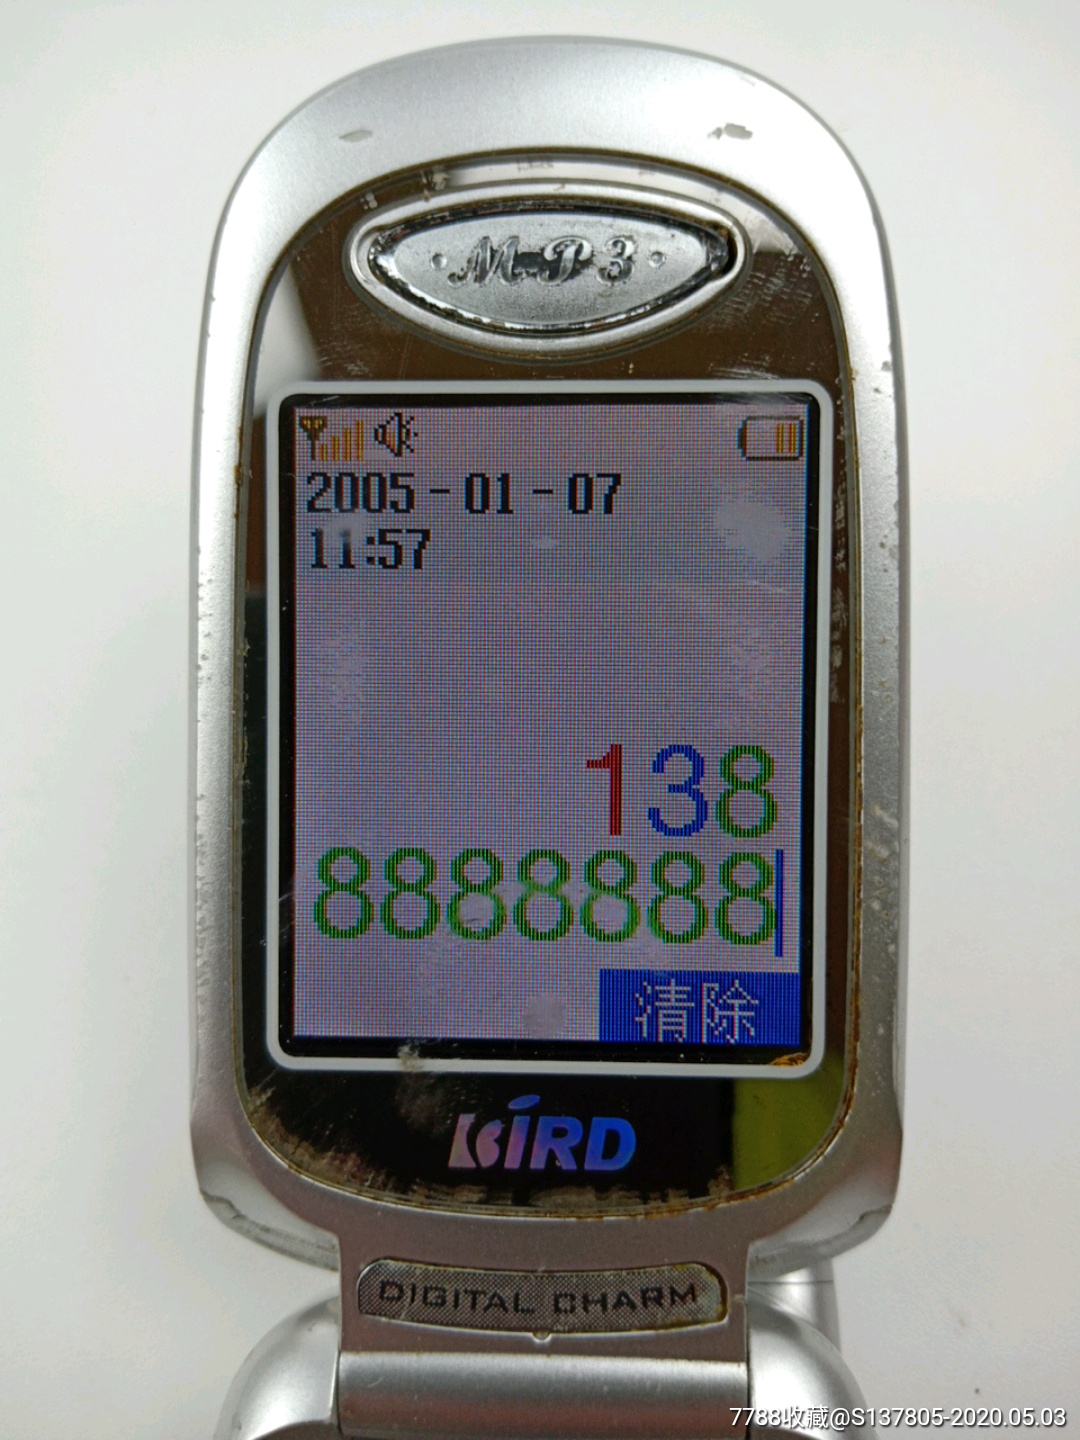 M.P3
2005-01-07
11:57
138
8888888
清除
BiRD
DIGITAL CHARM
7788收藏@S137805-2020.05.03